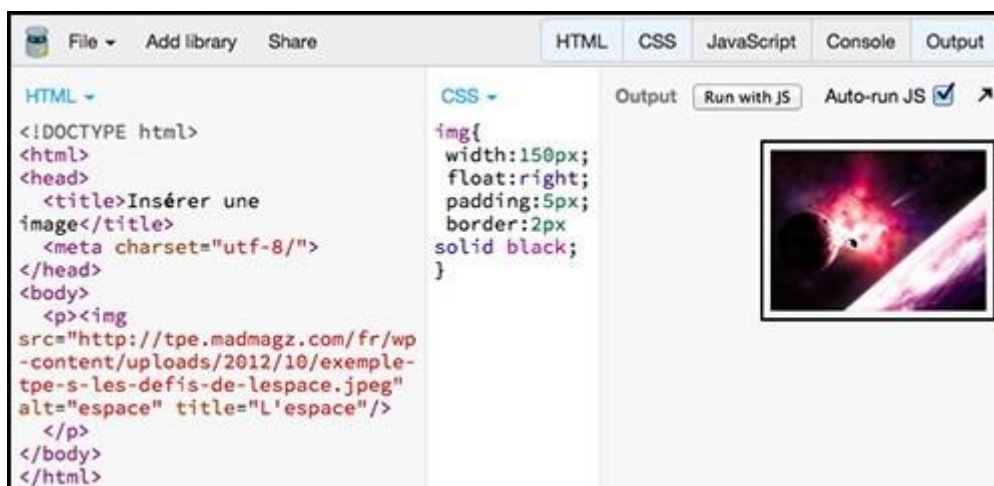 File Add library Share HTML CSS JavaScript Console Output
HTML
<!DOCTYPE html>
<html>
<head>
<title>Insérer une
image</title>
<meta charset="utf-8/">
</head>
<body>
<p><img
src="http://tpe.madmagz.com/fr/wp
-content/uploads/2012/10/exemple-
tpe-s-les-defis-de-lespace.jpeg"
alt="espace" title="L'espace"/>
</p>
</body>
</html>
CSS
img{
width:150px;
float:right;
padding:5px;
border:2px
solid black;
}
Output Run with JS Auto-run JS